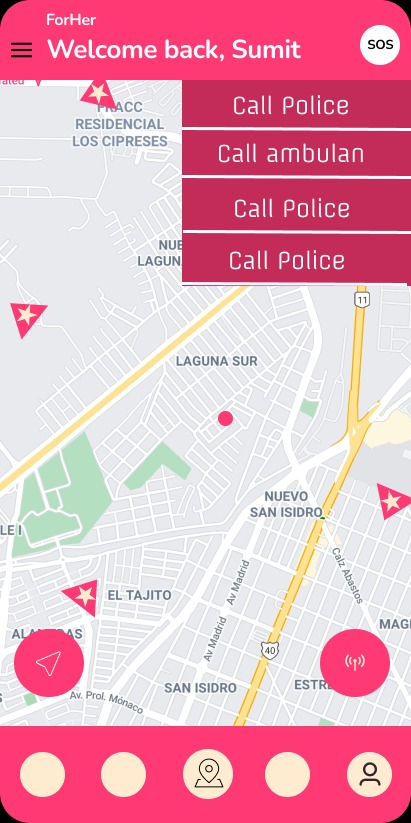 ForHer
Welcome back, Sumit
SOS
Call Police
Call ambulan
Call Police
Call Police
FRACC
RESIDENCIAL
LOS CIPRESES
LAGUN
11
LAGUNA SUR
NUEVO
SAN ISIDRO
LE I
Calz Abastos
Av Madrid
Av Madrid
EL TAJITO
MAG
40
SAN ISIDRO
ESTRE
Av. Prol. Mónaco